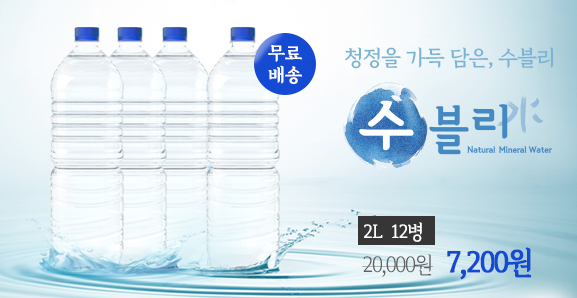 무료
배송
청정을 가득 담은, 수블리
수블리 水
Natural Mineral Water
2L 12병
20,000원 7,200원